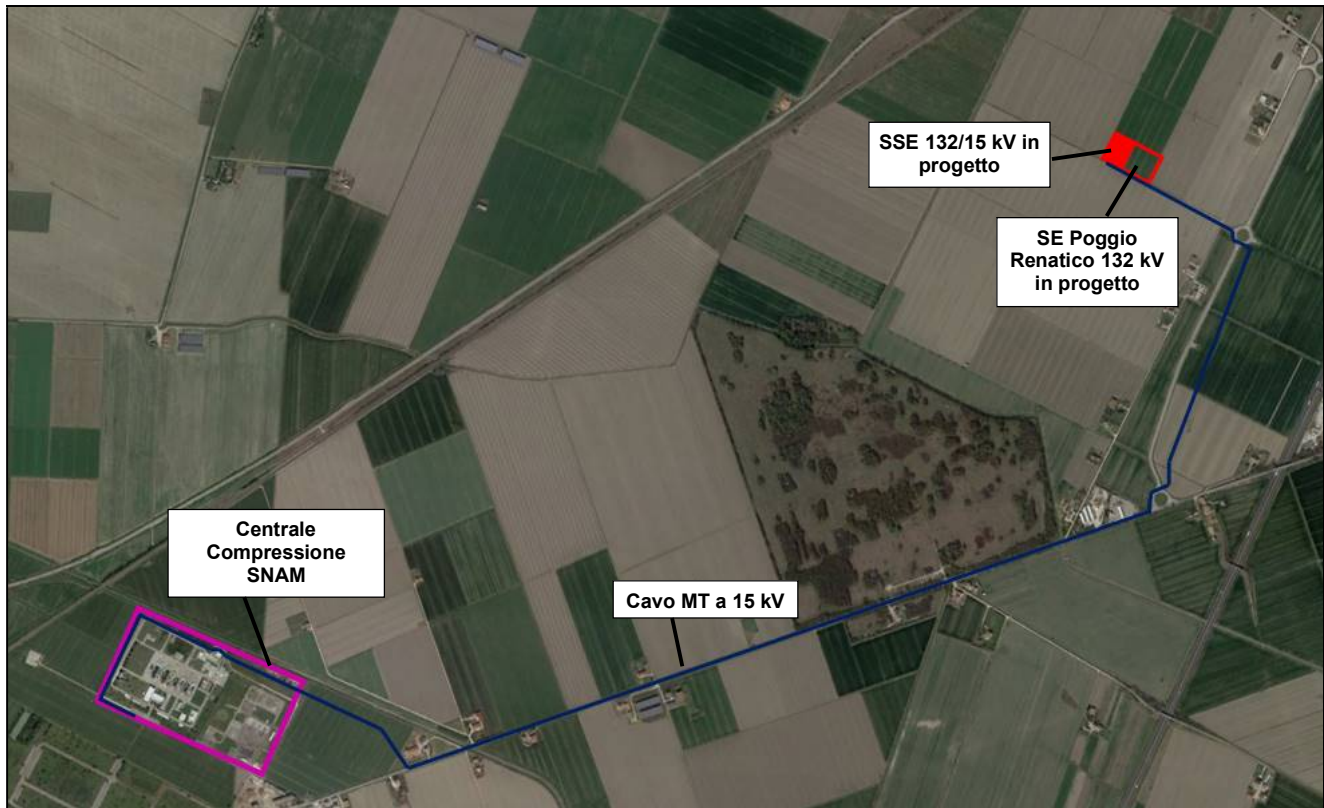 SSE 132/15 kV in
progetto
SE Poggio
Renatico 132 kV
in progetto
Centrale
Compressione
SNAM
Cavo MT a 15 kV